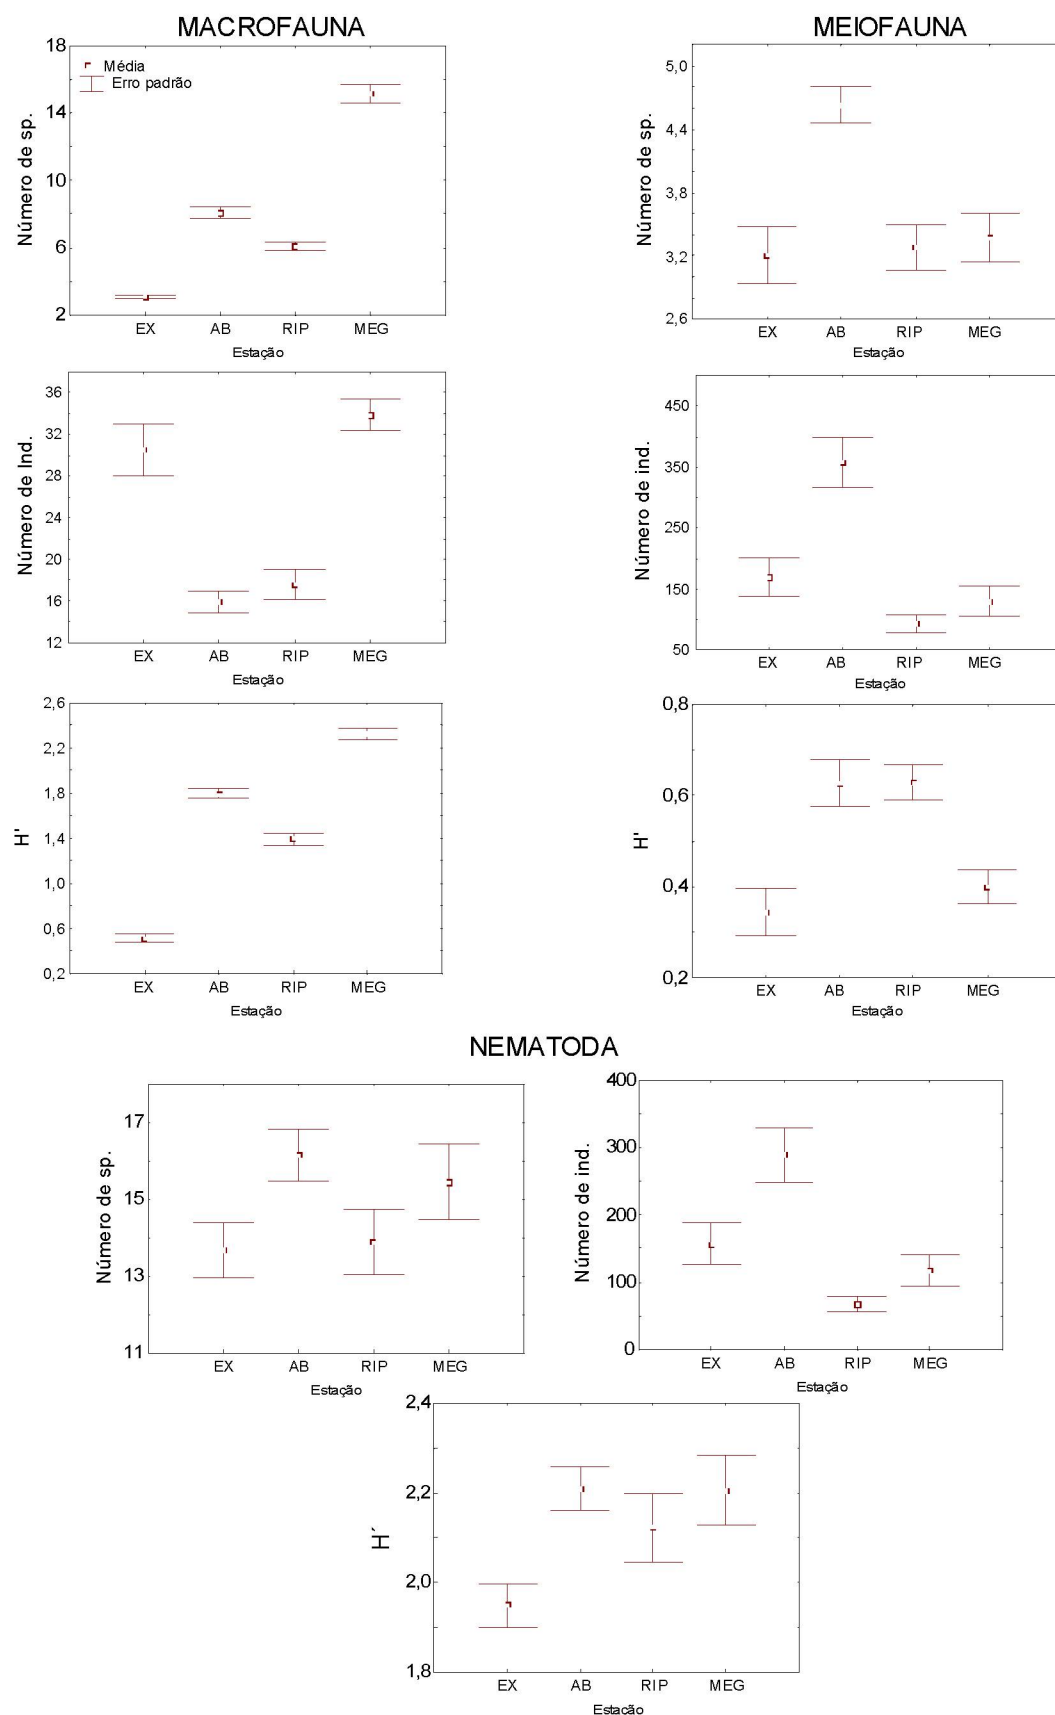 MACROFAUNA
18
14
10
6
2
Número de sp.
Média
Erro padrão
EX AB RIP MEG
Estação
MEIOFAUNA
5,0
4,4
3,8
3,2
2,6
Número de sp.
EX AB RIP MEG
Estação
36
32
28
24
20
16
12
Número de Ind.
EX AB RIP MEG
Estação
450
350
250
150
50
Número de ind.
EX AB RIP MEG
Estação
2,6
2,2
1,8
1,4
1,0
0,6
0,2
H'
EX AB RIP MEG
Estação
0,8
0,6
0,4
0,2
H'
EX AB RIP MEG
Estação
NEMATODA
17
15
13
11
Número de sp.
EX AB RIP MEG
Estação
400
300
200
100
0
Número de ind.
EX AB RIP MEG
Estação
2,4
2,2
2,0
1,8
H´
EX AB RIP MEG
Estação